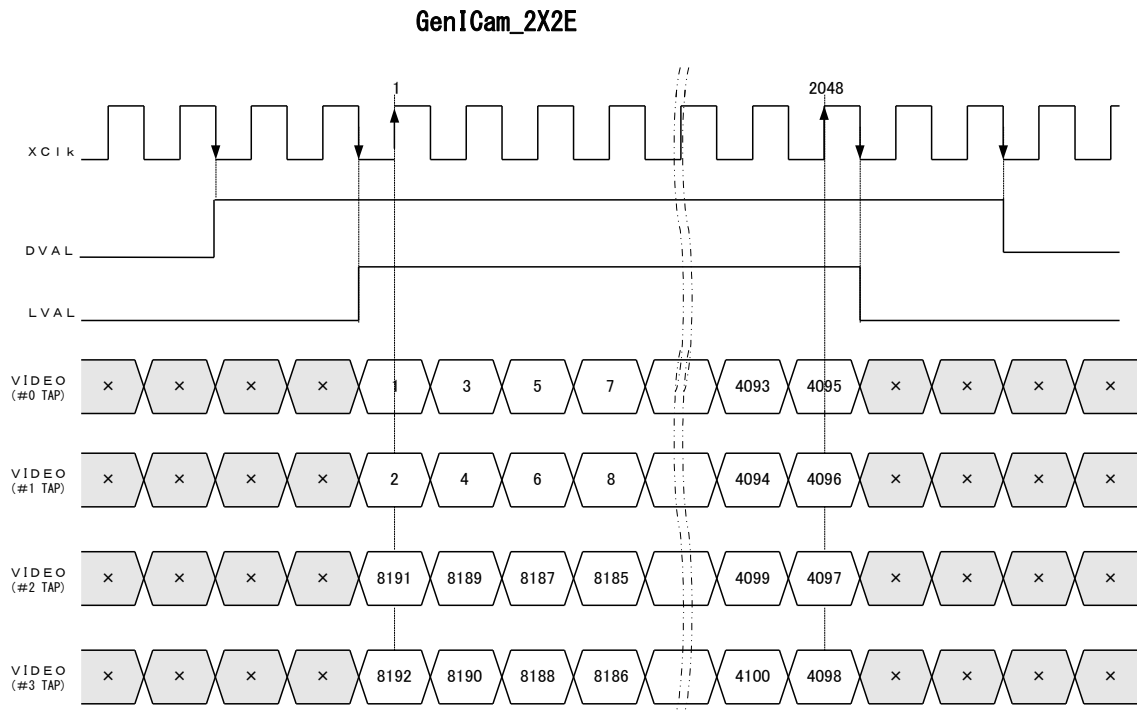 GenICam_2X2E
1 2048
XClk
DVAL
LVAL
VIDEO
(#0 TAP)
× × × × 1 3 5 7 4093 4095 × × × ×
VIDEO
(#1 TAP)
× × × × 2 4 6 8 4094 4096 × × × ×
VIDEO
(#2 TAP)
× × × × 8191 8189 8187 8185 4099 4097 × × × ×
VIDEO
(#3 TAP)
× × × × 8192 8190 8188 8186 4100 4098 × × × ×